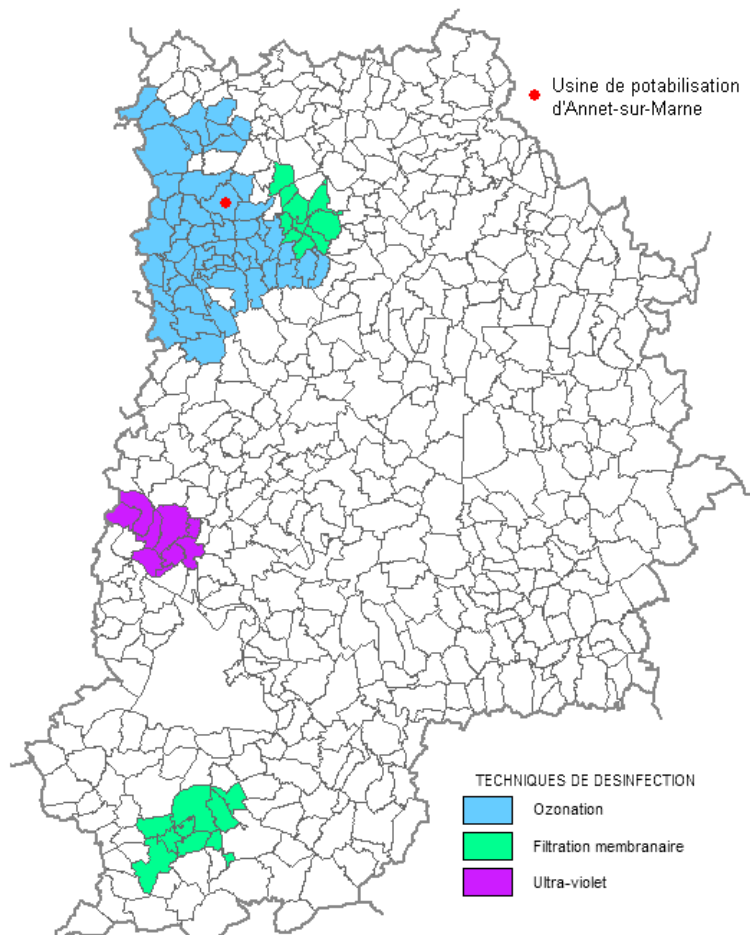 Usine de potabilisation
d'Annet-sur-Marne
TECHNIQUES DE DESINFECTION
Ozonation
Filtration membranaire
Ultra-violet